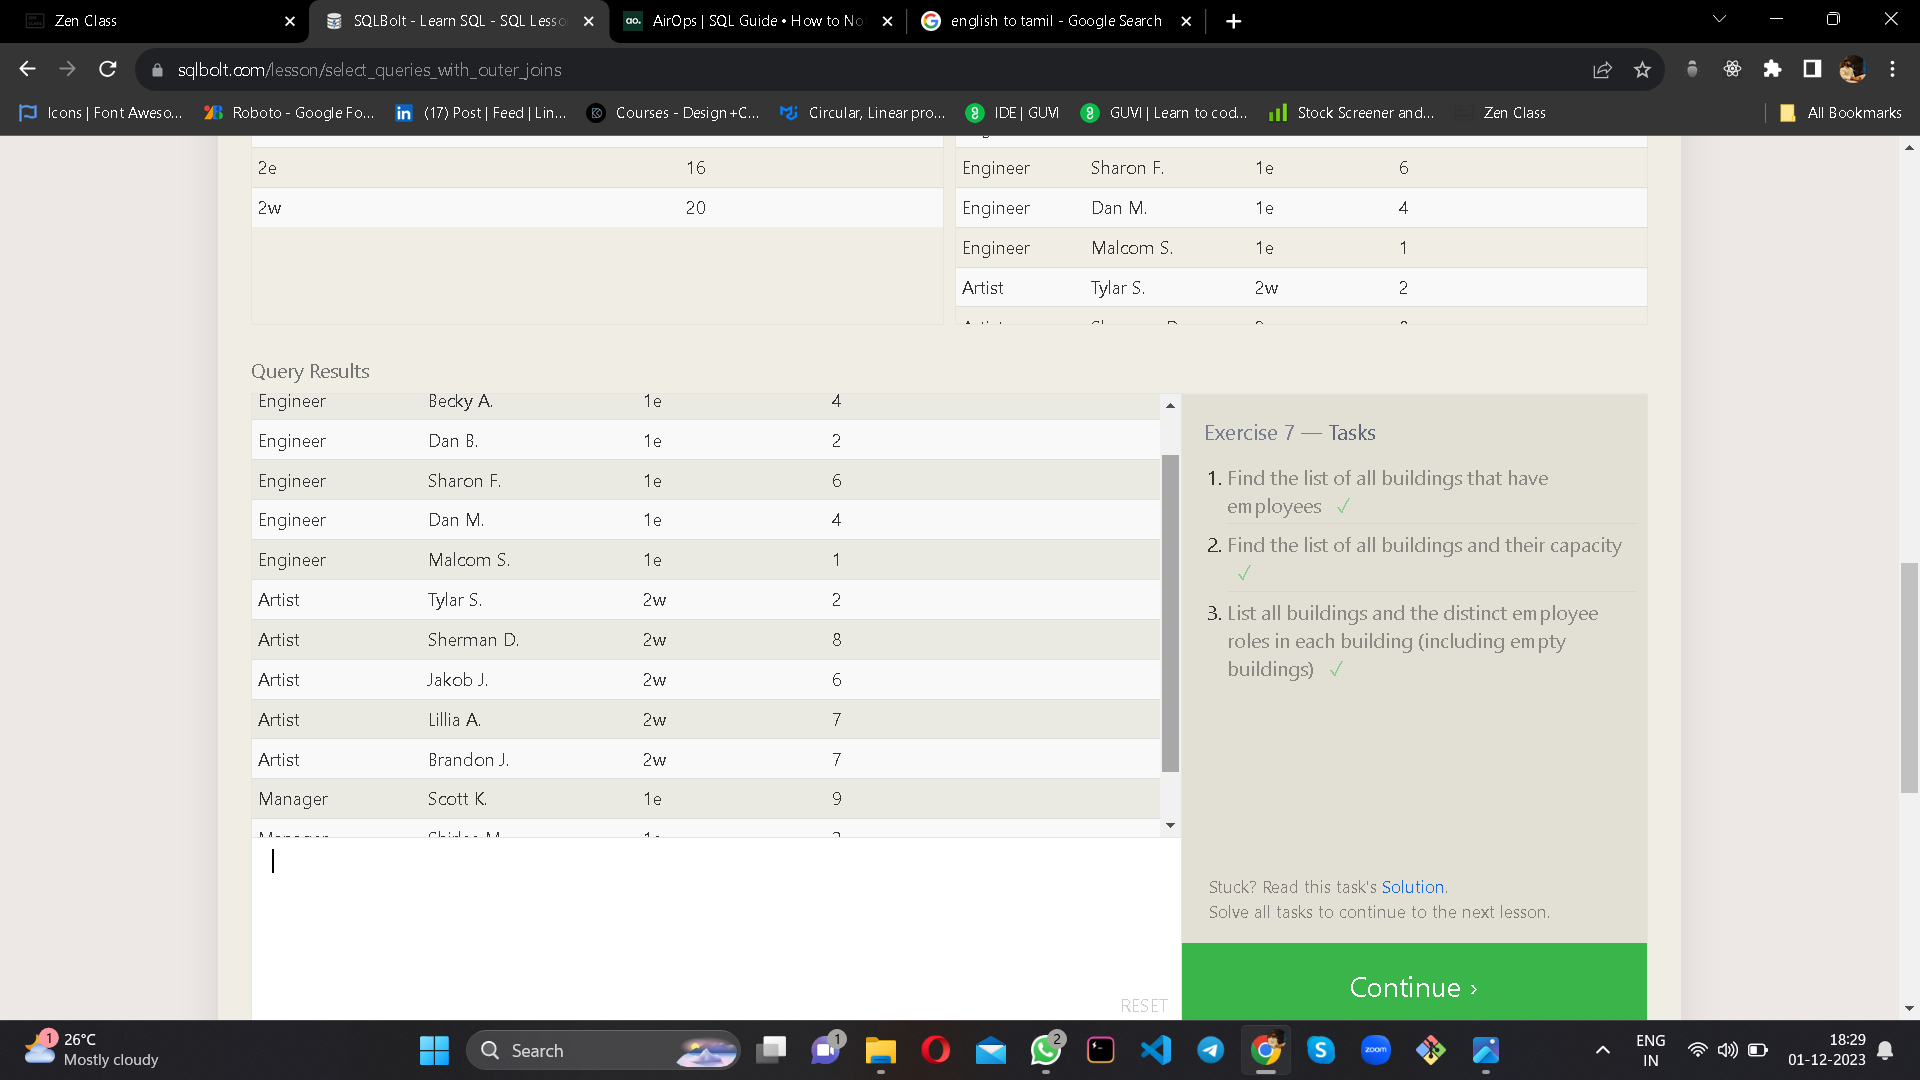 Zen Class
SQLBolt - Learn SQL - SQL Lesso
ao. AirOps | SQL Guide • How to No
english to tamil - Google Search
sqlbolt.com/lesson/select_queries_with_outer_joins
Icons | Font Aweso...
Roboto - Google Fo...
(17) Post | Feed | Lin...
Courses - Design+C...
Circular, Linear pro...
IDE | GUVI
GUVI | Learn to cod...
Stock Screener and...
Zen Class
All Bookmarks
2e 16
2w 20
Engineer Sharon F. 1e 6
Engineer Dan M. 1e 4
Engineer Malcom S. 1e 1
Artist Tylar S. 2w 2
Query Results
Engineer Becky A. 1e 4
Engineer Dan B. 1e 2
Engineer Sharon F. 1e 6
Engineer Dan M. 1e 4
Engineer Malcom S. 1e 1
Artist Tylar S. 2w 2
Artist Sherman D. 2w 8
Artist Jakob J. 2w 6
Artist Lillia A. 2w 7
Artist Brandon J. 2w 7
Manager Scott K. 1e 9
Exercise 7 — Tasks
1. Find the list of all buildings that have
employees ✓
2. Find the list of all buildings and their capacity
✓
3. List all buildings and the distinct employee
roles in each building (including empty
buildings) ✓
Stuck? Read this task's Solution.
Solve all tasks to continue to the next lesson.
RESET
Continue ›
1
26°C
Mostly cloudy
Search
1
2
zoom
ENG
IN
18:29
01-12-2023